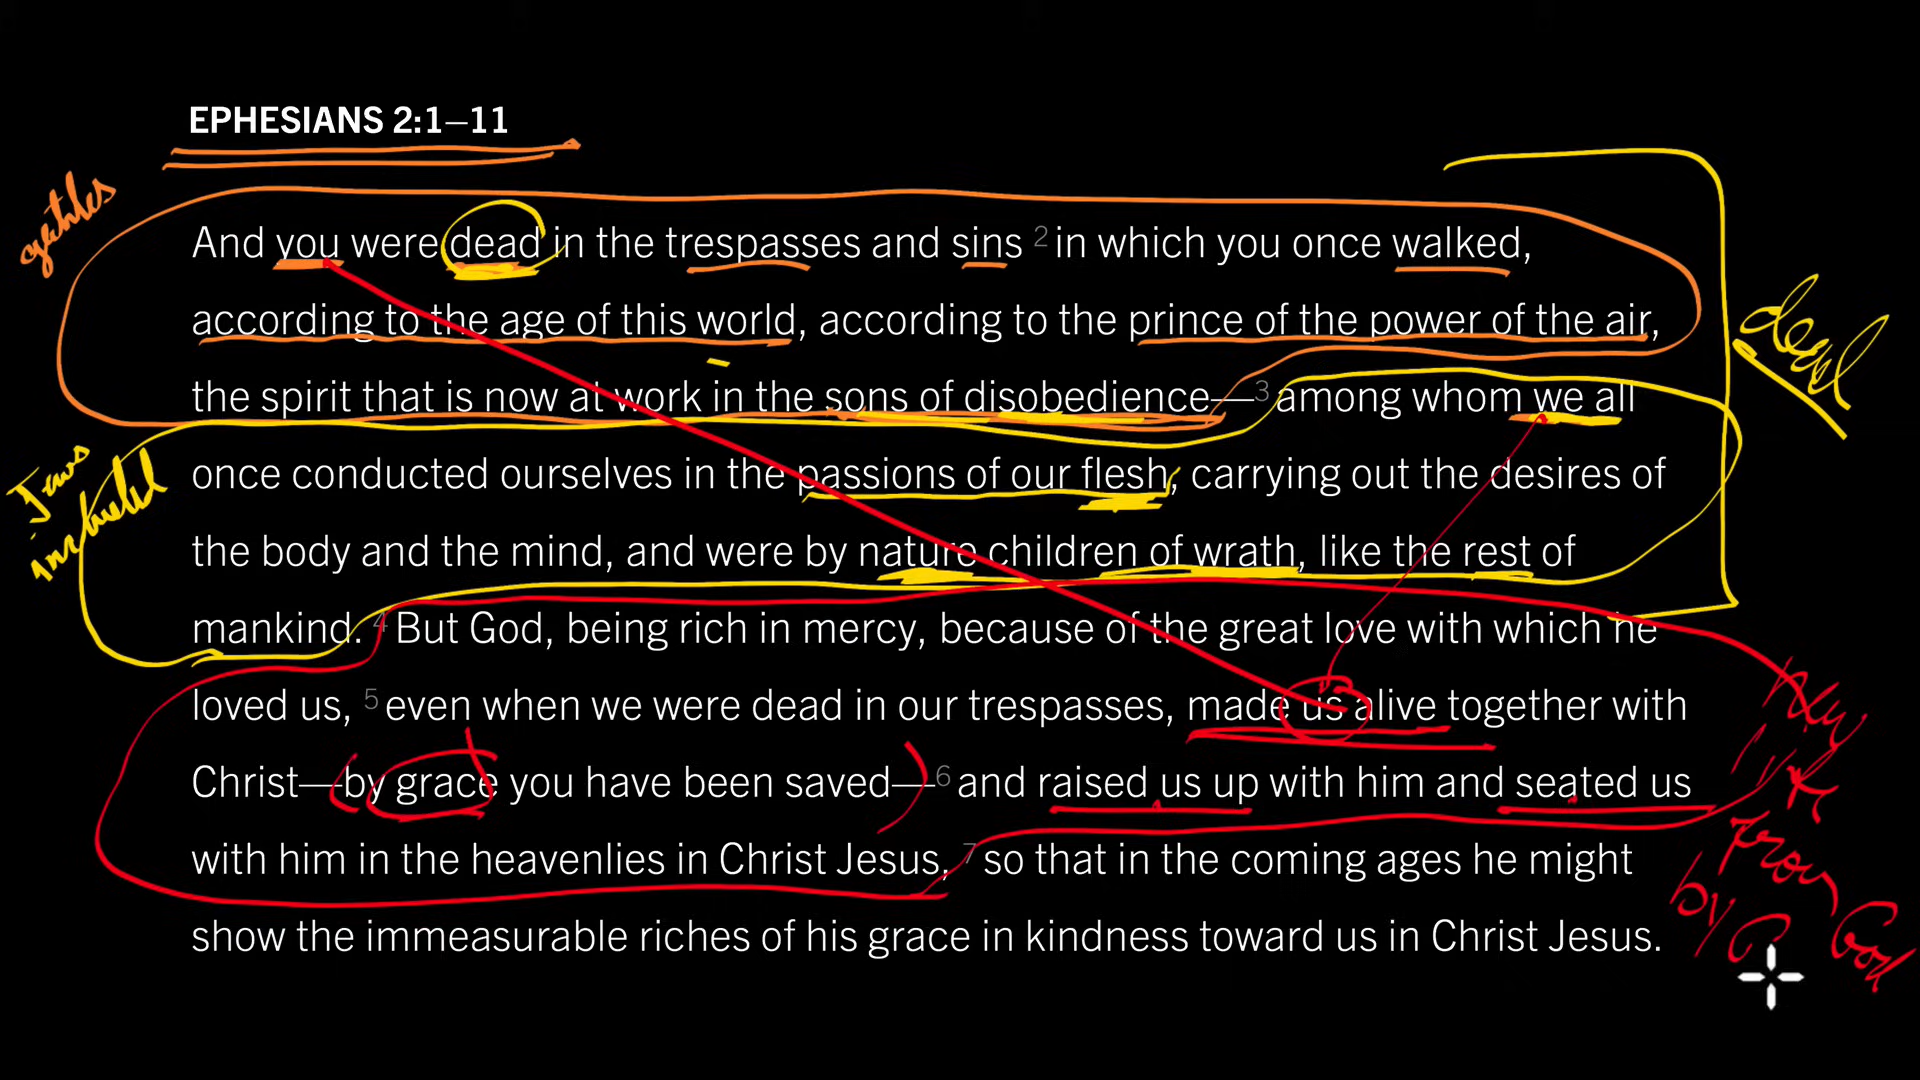 EPHESIANS 2:1–11
gentiles
And you were dead in the trespasses and sins 2 in which you once walked,
according to the age of this world, according to the prince of the power of the air,
dead
the spirit that is now at work in the sons of disobedience—3 among whom we all
Jews
included
once conducted ourselves in the passions of our flesh, carrying out the desires of
the body and the mind, and were by nature children of wrath, like the rest of
mankind. 4 But God, being rich in mercy, because of the great love with which he
loved us, 5 even when we were dead in our trespasses, made us alive together with
New
life
Christ—by grace you have been saved—6 and raised us up with him and seated us
from God
with him in the heavenlies in Christ Jesus, 7 so that in the coming ages he might
by
show the immeasurable riches of his grace in kindness toward us in Christ Jesus.